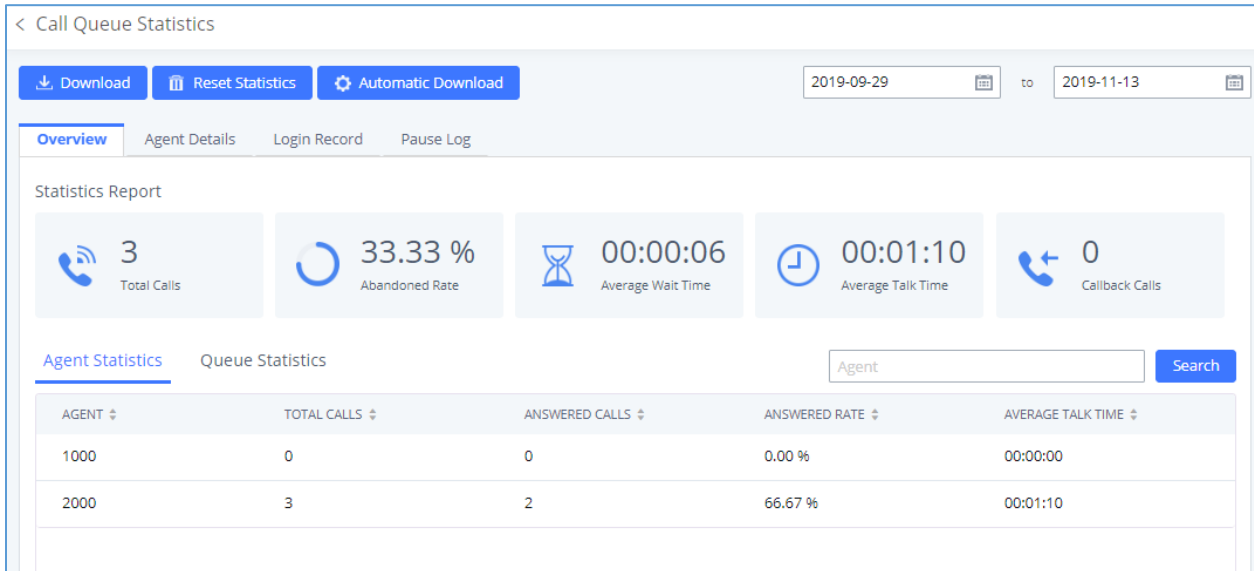 < Call Queue Statistics
Download Reset Statistics Automatic Download 2019-09-29 to 2019-11-13
Overview Agent Details Login Record Pause Log
Statistics Report
3 33.33 % 00:00:06 00:01:10 0
Total Calls Abandoned Rate Average Wait Time Average Talk Time Callback Calls
Agent Statistics Queue Statistics Agent Search
AGENT TOTAL CALLS ANSWERED CALLS ANSWERED RATE AVERAGE TALK TIME
1000 0 0 0.00 % 00:00:00
2000 3 2 66.67 % 00:01:10